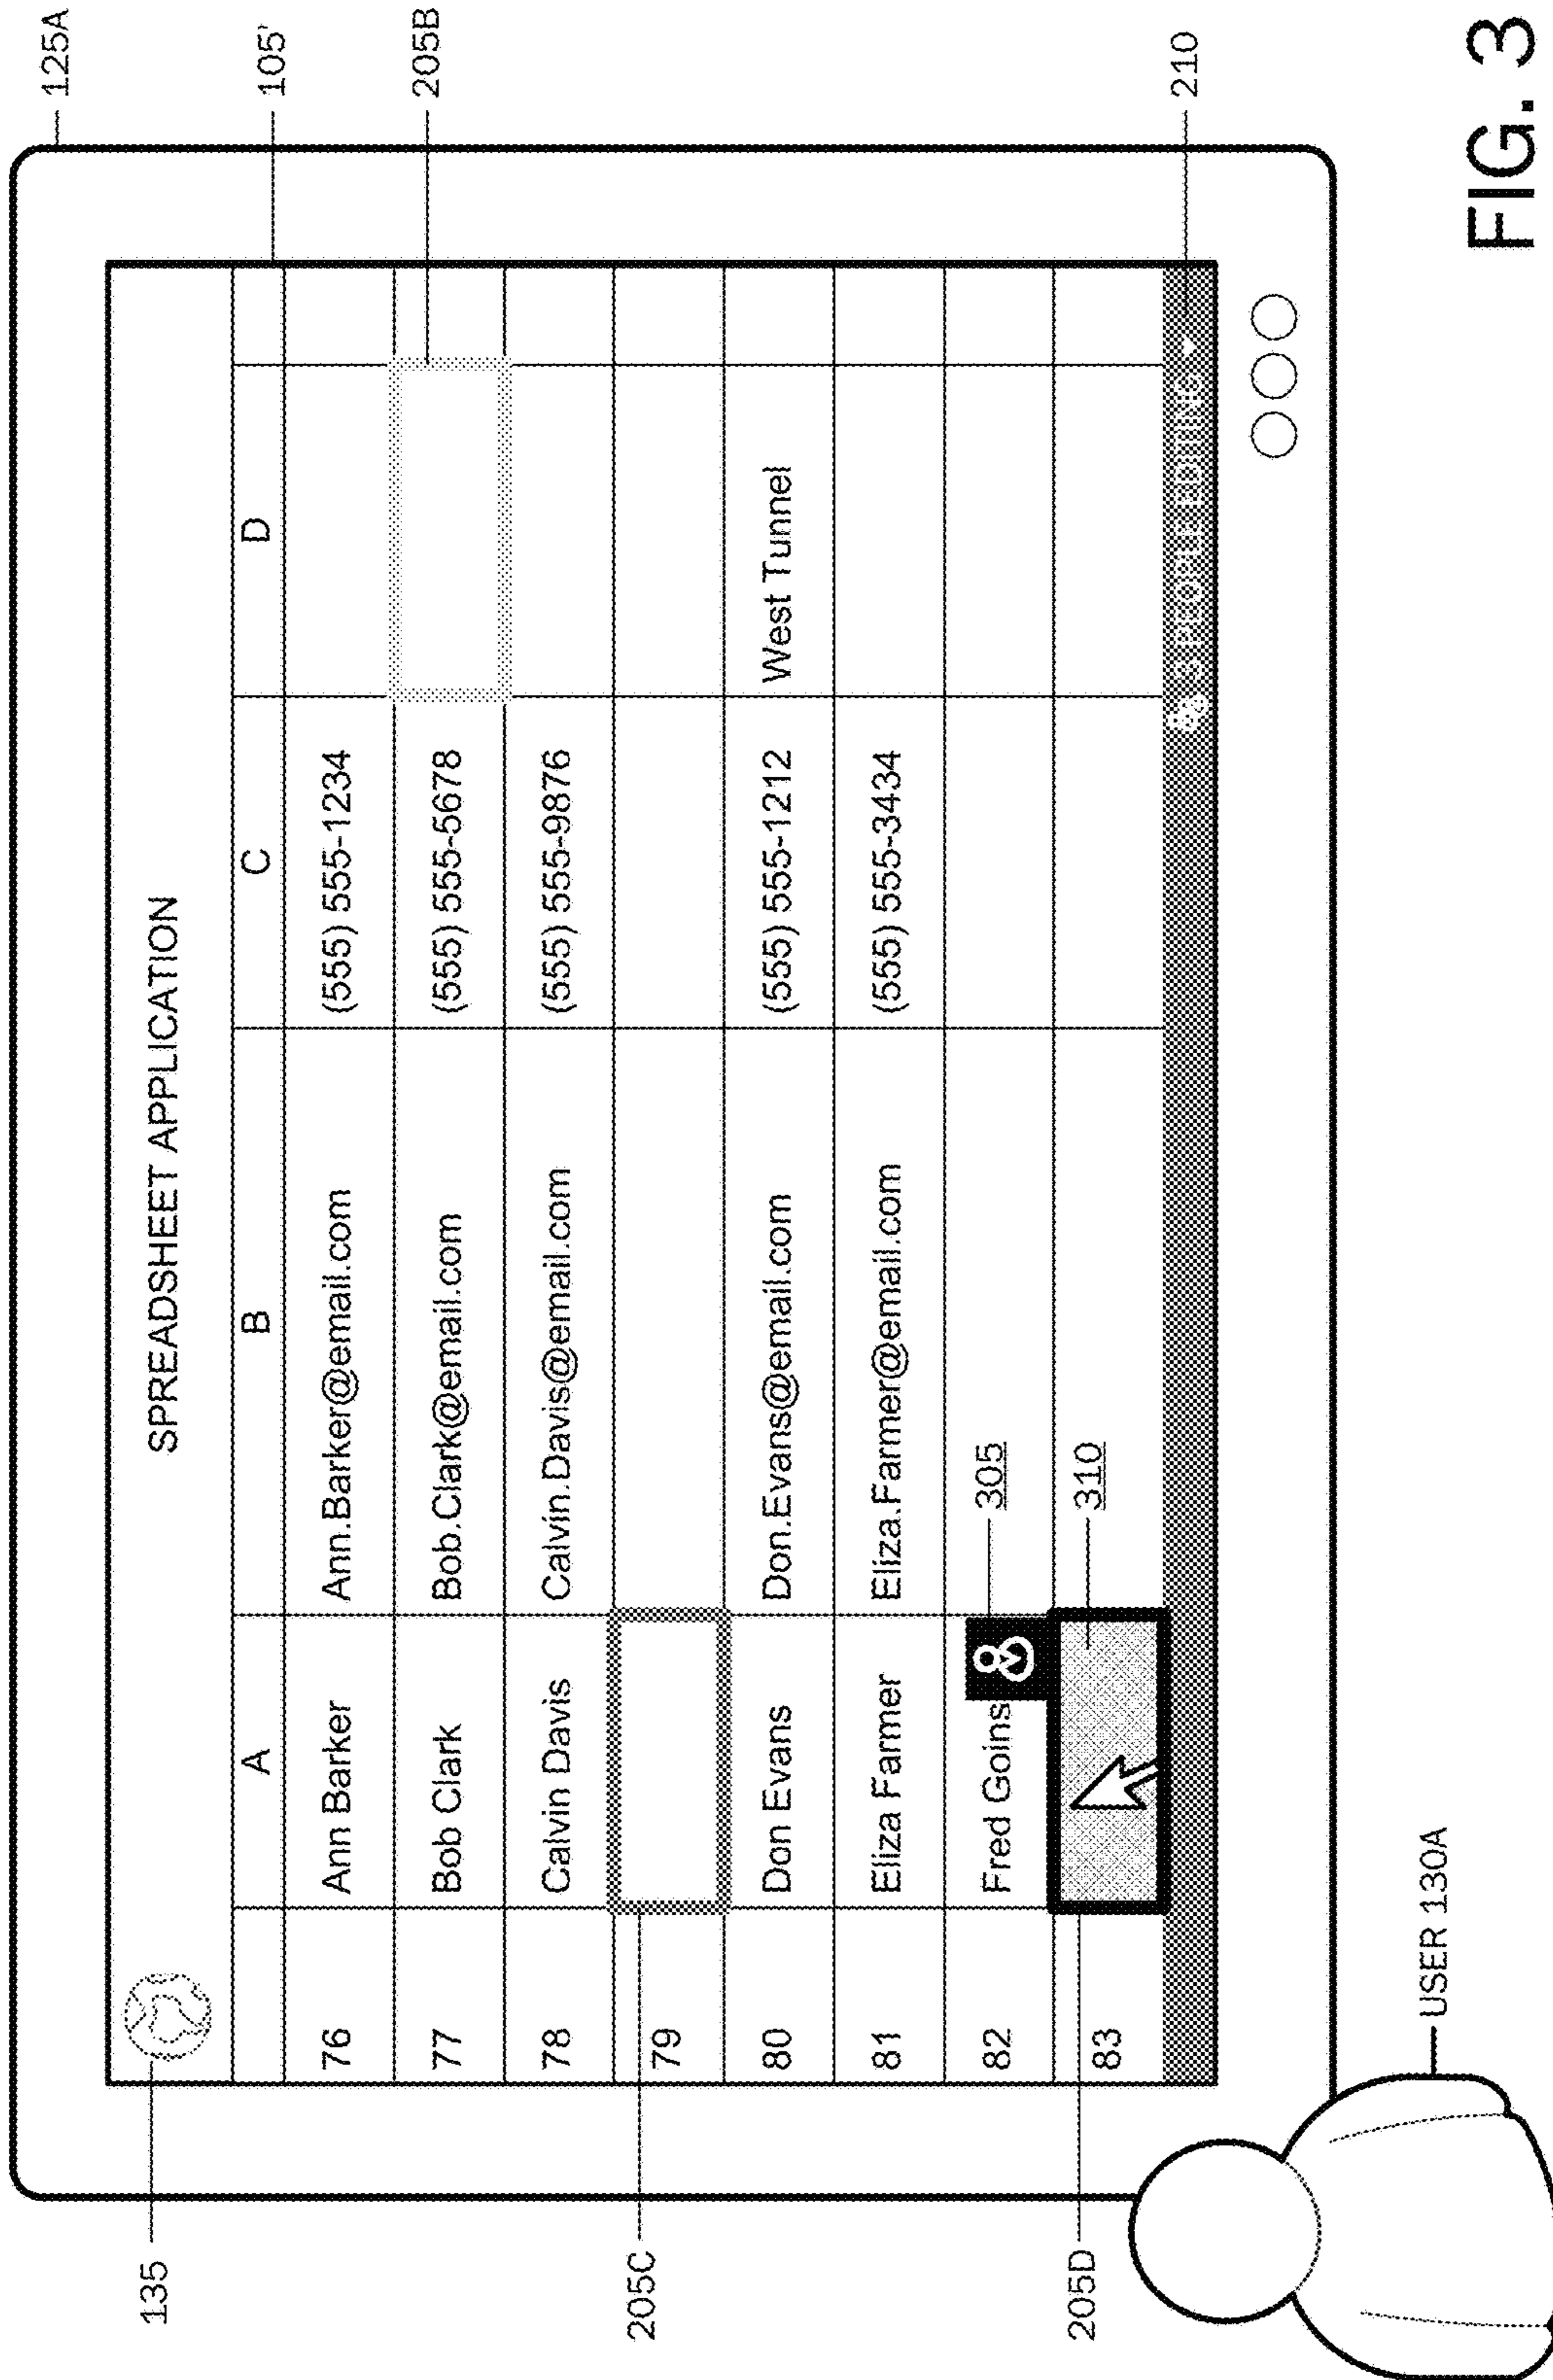 125A
105'
205B
210
135
205C
205D
SPREADSHEET APPLICATION
A B C D
76 Ann Barker Ann.Barker@email.com (555) 555-1234
77 Bob Clark Bob.Clark@email.com (555) 555-5678
78 Calvin Davis Calvin.Davis@email.com (555) 555-9876
79
80 Don Evans Don.Evans@email.com (555) 555-1212 West Tunnel
81 Eliza Farmer Eliza.Farmer@email.com (555) 555-3434
82 Fred Goins 305
83 310
PEOPLE EDITING
USER 130A
FIG. 3